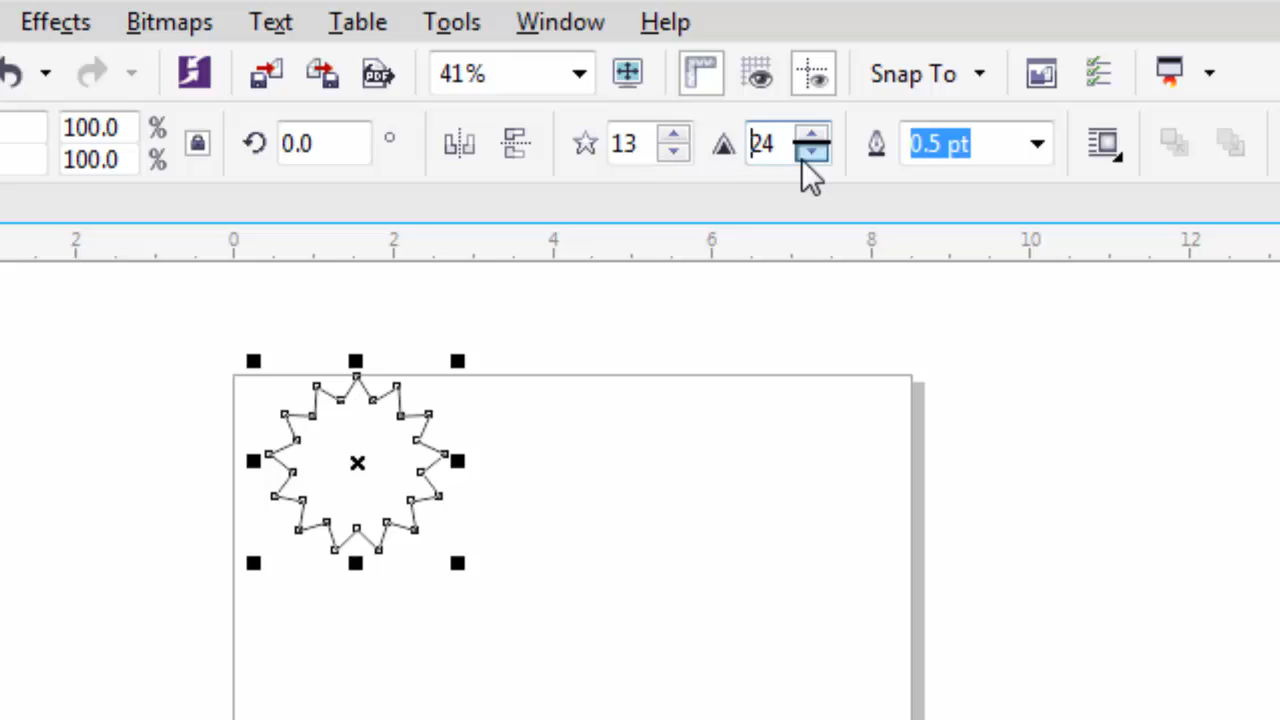 Effects Bitmaps Text Table Tools Window Help
PDF 41% Snap To
100.0 %
100.0 %
0.0 ° 13 24 0.5 pt
2 0 2 4 6 8 10 12